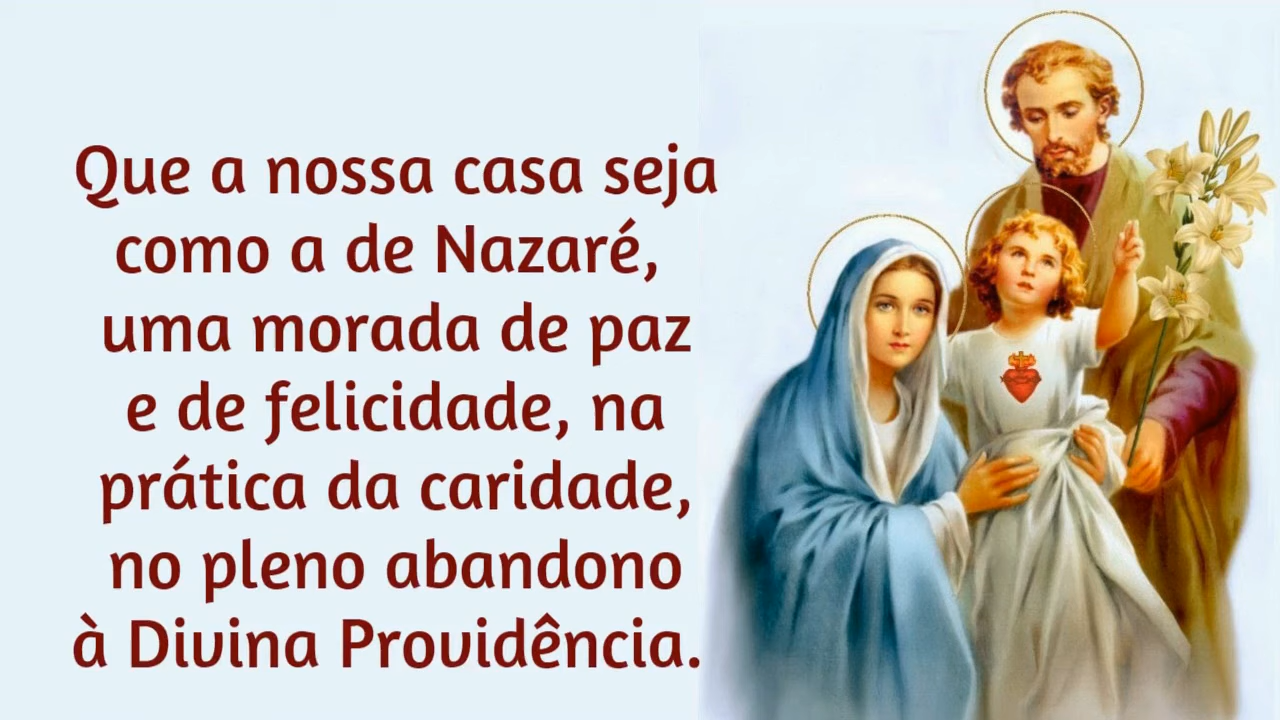 Que a nossa casa seja
como a de Nazaré,
uma morada de paz
e de felicidade, na
prática da caridade,
no pleno abandono
à Divina Providência.